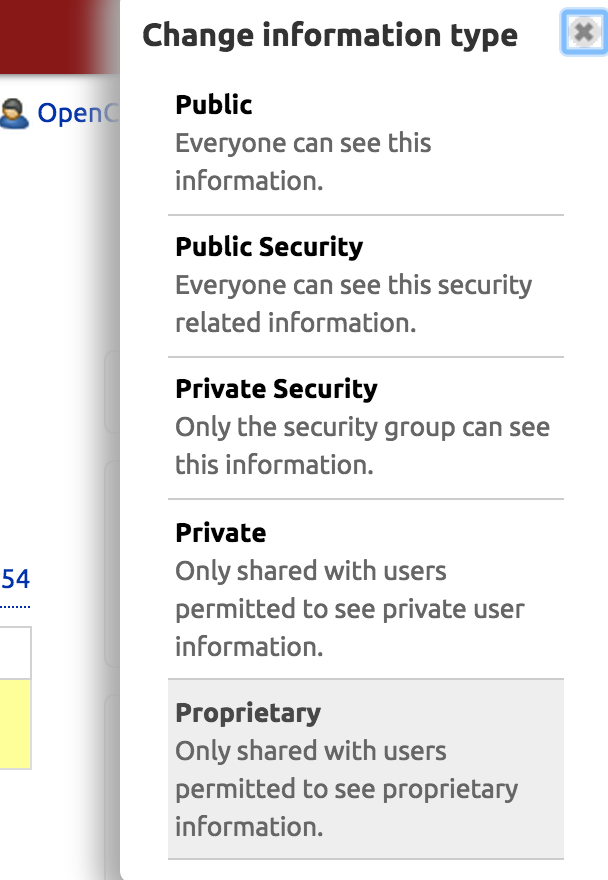 Change information type
OpenC
Public
Everyone can see this
information.
Public Security
Everyone can see this security
related information.
Private Security
Only the security group can see
this information.
Private
Only shared with users
permitted to see private user
information.
54
Proprietary
Only shared with users
permitted to see proprietary
information.